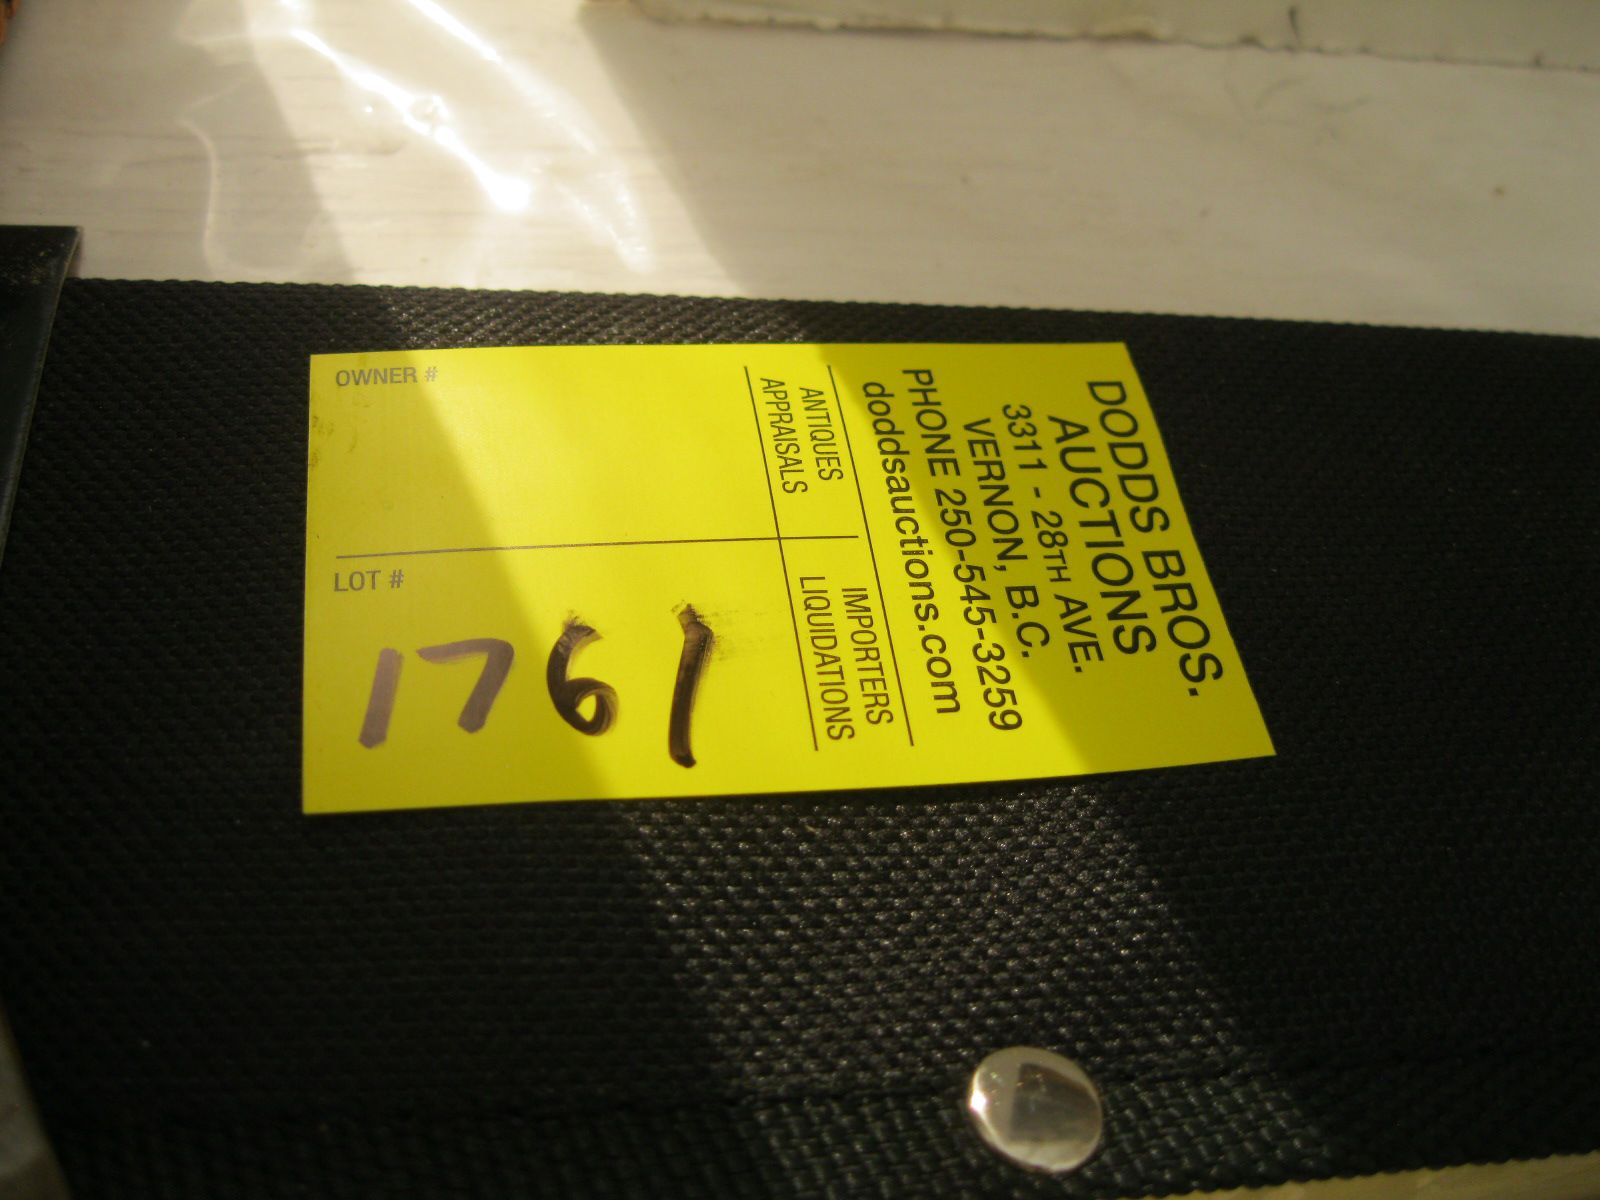 DODDS BROS.
AUCTIONS
3311 - 28TH AVE.
VERNON, B.C.
PHONE 250-545-3259
doddsauctions.com
ANTIQUES
APPRAISALS
IMPORTERS
LIQUIDATIONS
OWNER #
LOT #
1761